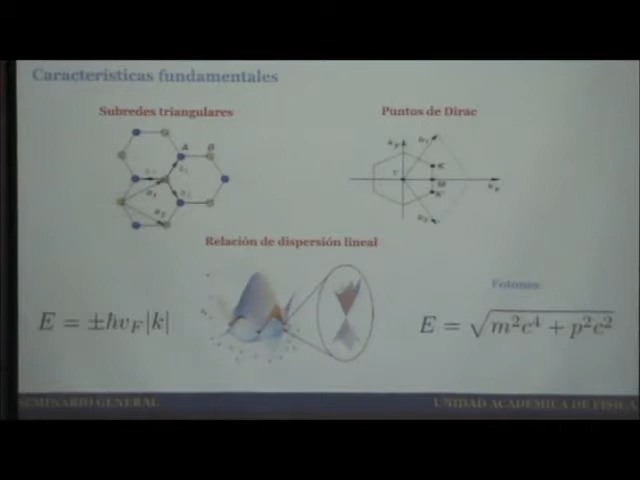 Características fundamentales
Subredes triangulares
Puntos de Dirac
A B
Relación de dispersión lineal
Fotones
E = ±ħv_F|k|
E = √(m²c⁴ + p²c²)
SEMINARIO GENERAL
UNIDAD ACADÉMICA DE FÍSICA